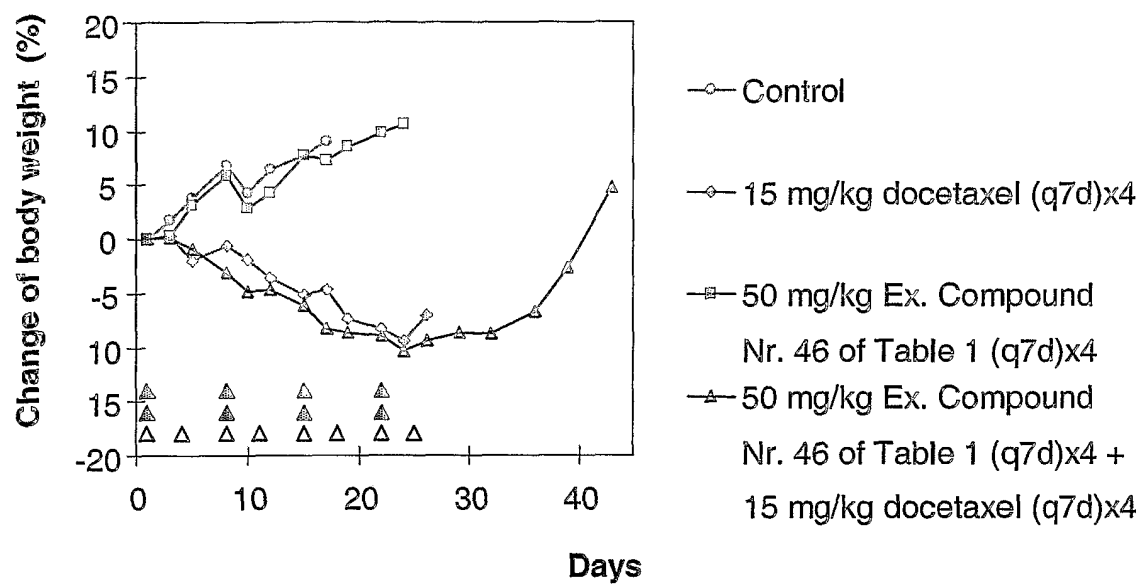 Change of body weight (%)
20
15
10
5
0
-5
10
15
-20
0
10
20
30
40
Days
Control
15 mg/kg docetaxel (q7d)x4
50 mg/kg Ex. Compound
Nr. 46 of Table 1 (q7d)x4
50 mg/kg Ex. Compound
Nr. 46 of Table 1 (q7d)x4 +
15 mg/kg docetaxel (q7d)x4